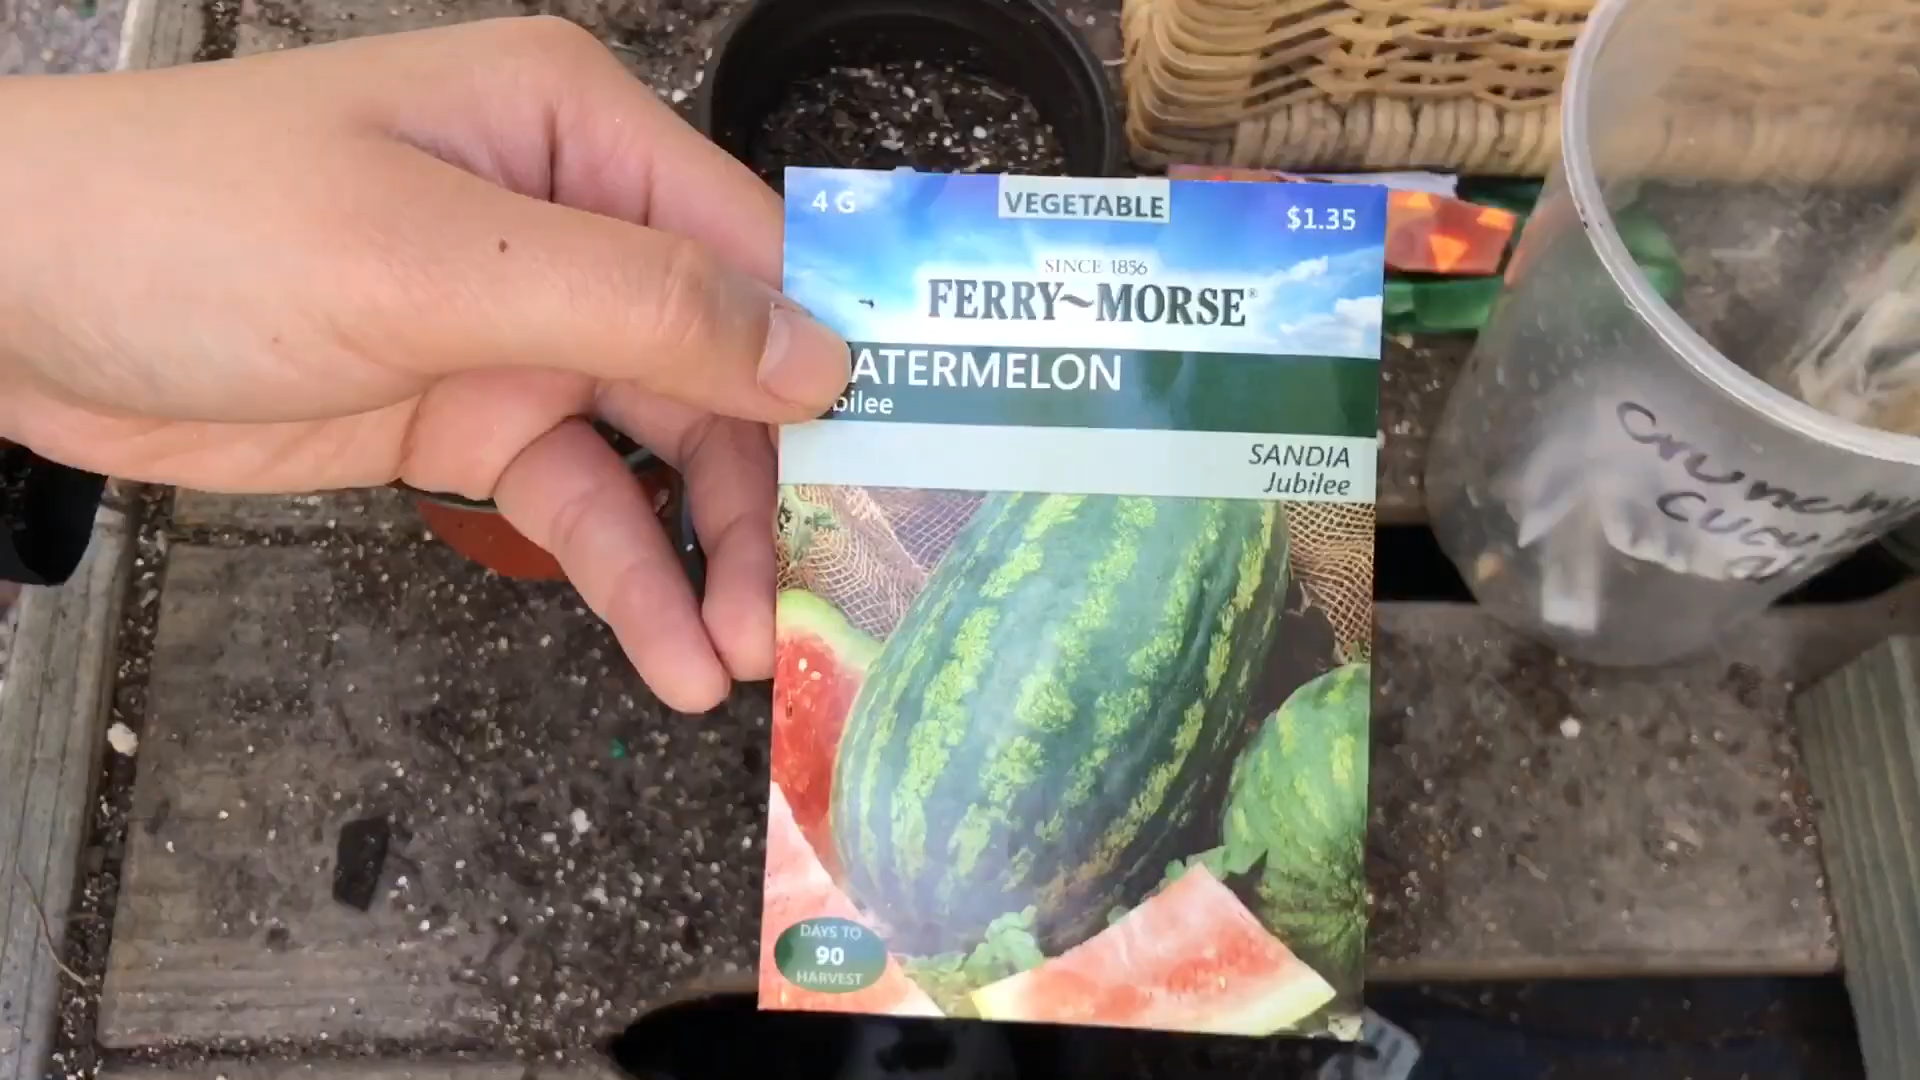 4 G
VEGETABLE
$1.35
SINCE 1856
FERRY~MORSE®
ATERMELON
bilee
SANDIA
Jubilee
DAYS TO
90
HARVEST